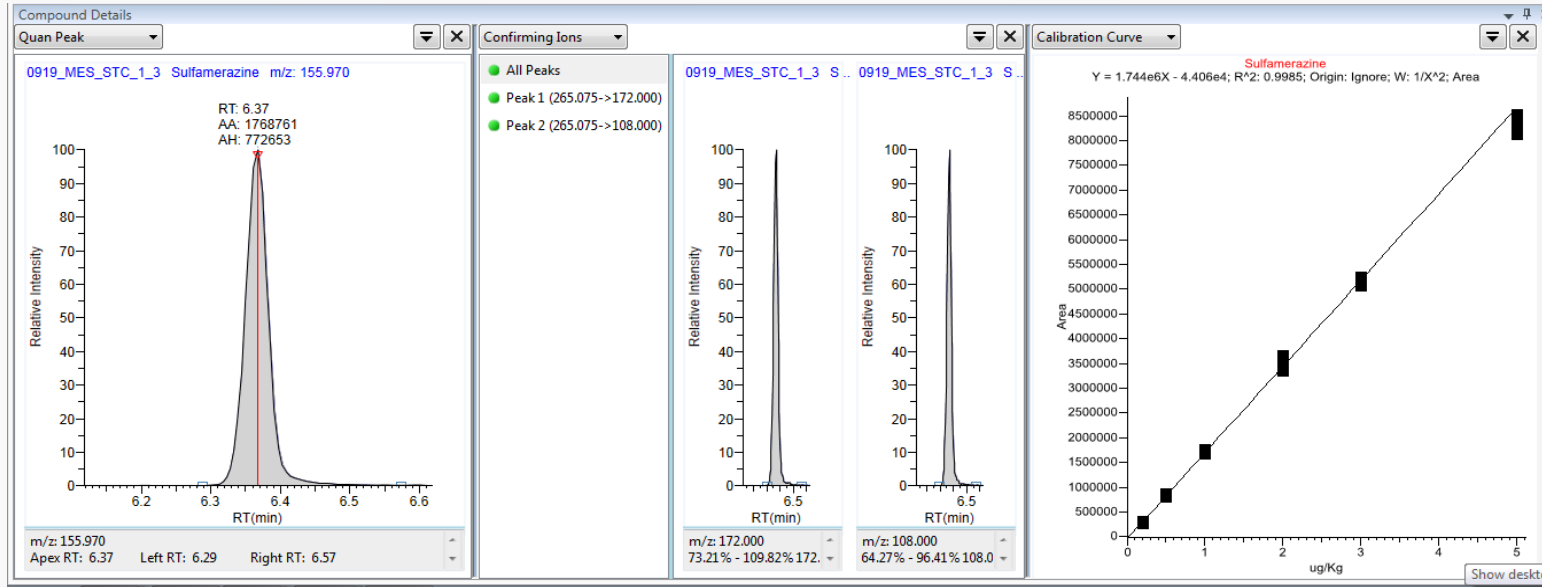 Compound Details
Quan Peak
0919_MES_STC_1_3 Sulfamerazine m/z: 155.970
RT: 6.37
AA: 1768761
AH: 772653
100
90
80
70
60
50
40
30
20
10
0
Relative Intensity
6.2 6.3 6.4 6.5 6.6
RT(min)
m/z: 155.970
Apex RT: 6.37 Left RT: 6.29 Right RT: 6.57
Confirming Ions
All Peaks
Peak 1 (265.075->172.000)
Peak 2 (265.075->108.000)
0919_MES_STC_1_3 S ..
100
90
80
70
60
50
40
30
20
10
0
Relative Intensity
6.5
RT(min)
m/z: 172.000
73.21% - 109.82% 172.
0919_MES_STC_1_3 S ..
100
90
80
70
60
50
40
30
20
10
0
Relative Intensity
6.5
RT(min)
m/z: 108.000
64.27% - 96.41% 108.0
Calibration Curve
Sulfamerazine
Y = 1.744e6X - 4.406e4; R^2: 0.9985; Origin: Ignore; W: 1/X^2; Area
8500000
8000000
7500000
7000000
6500000
6000000
5500000
5000000
4500000
4000000
3500000
3000000
2500000
2000000
1500000
1000000
500000
0
Area
0 1 2 3 4 5
ug/Kg
Show deskt